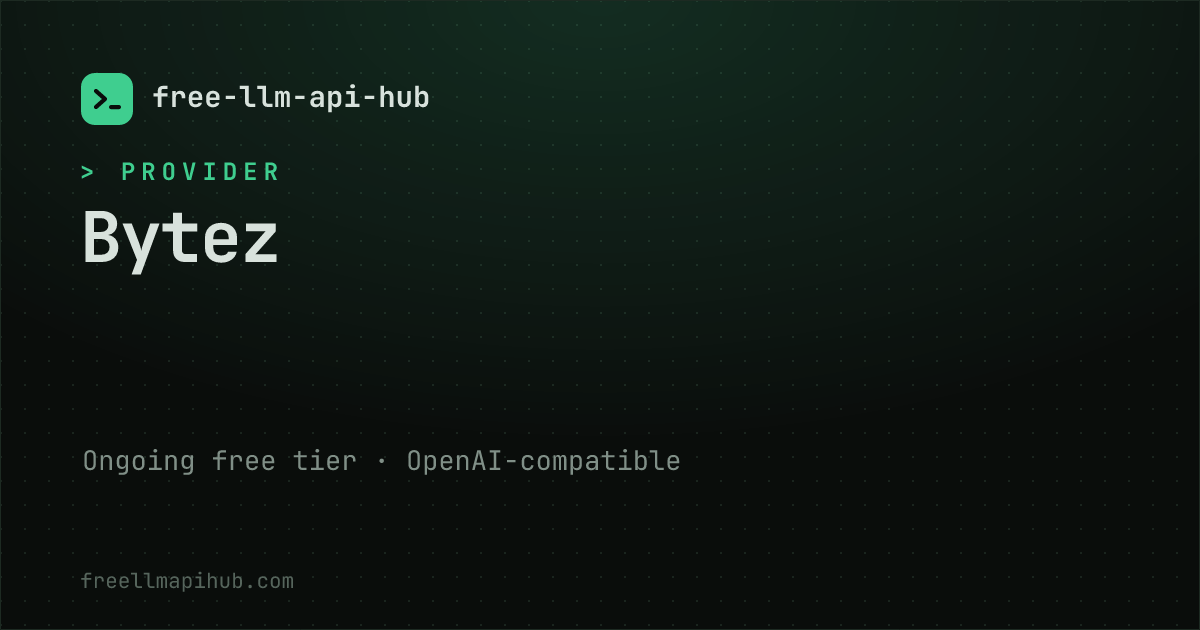 free-llm-api-hub
> PROVIDER
Bytez
Ongoing free tier · OpenAI-compatible
freellmapihub.com